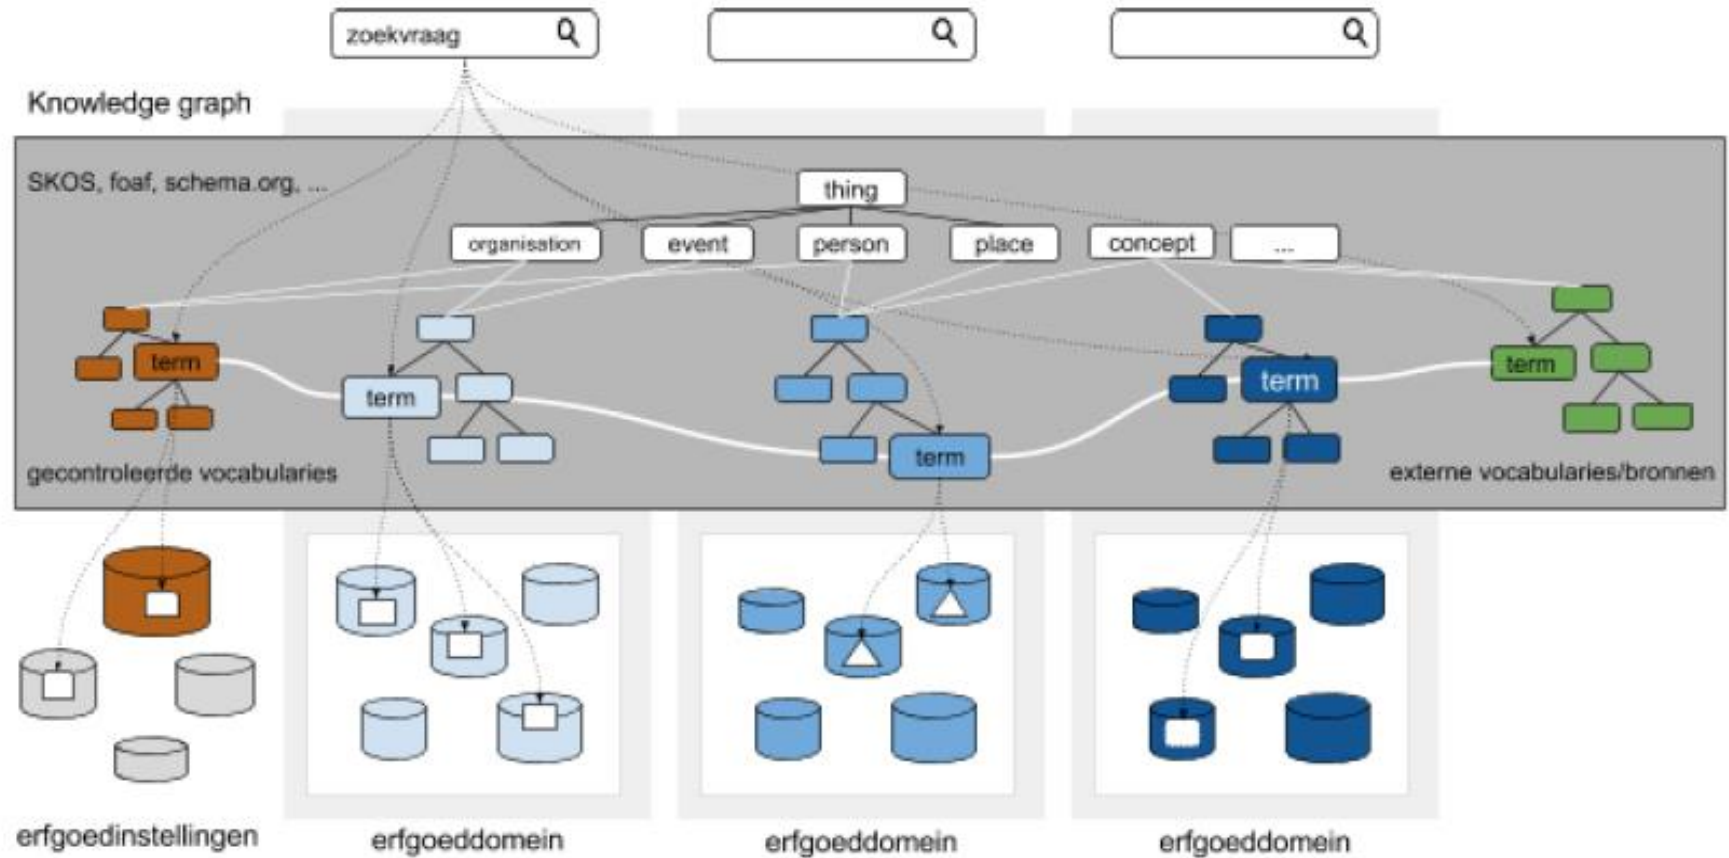 zoekvraag
Knowledge graph
SKOS, foaf, schema.org, ...
thing
organisation
event
person
place
concept
...
term
term
term
term
term
gecontroleerde vocabularies
externe vocabularies/bronnen
erfgoedinstellingen
erfgoeddomein
erfgoeddomein
erfgoeddomein